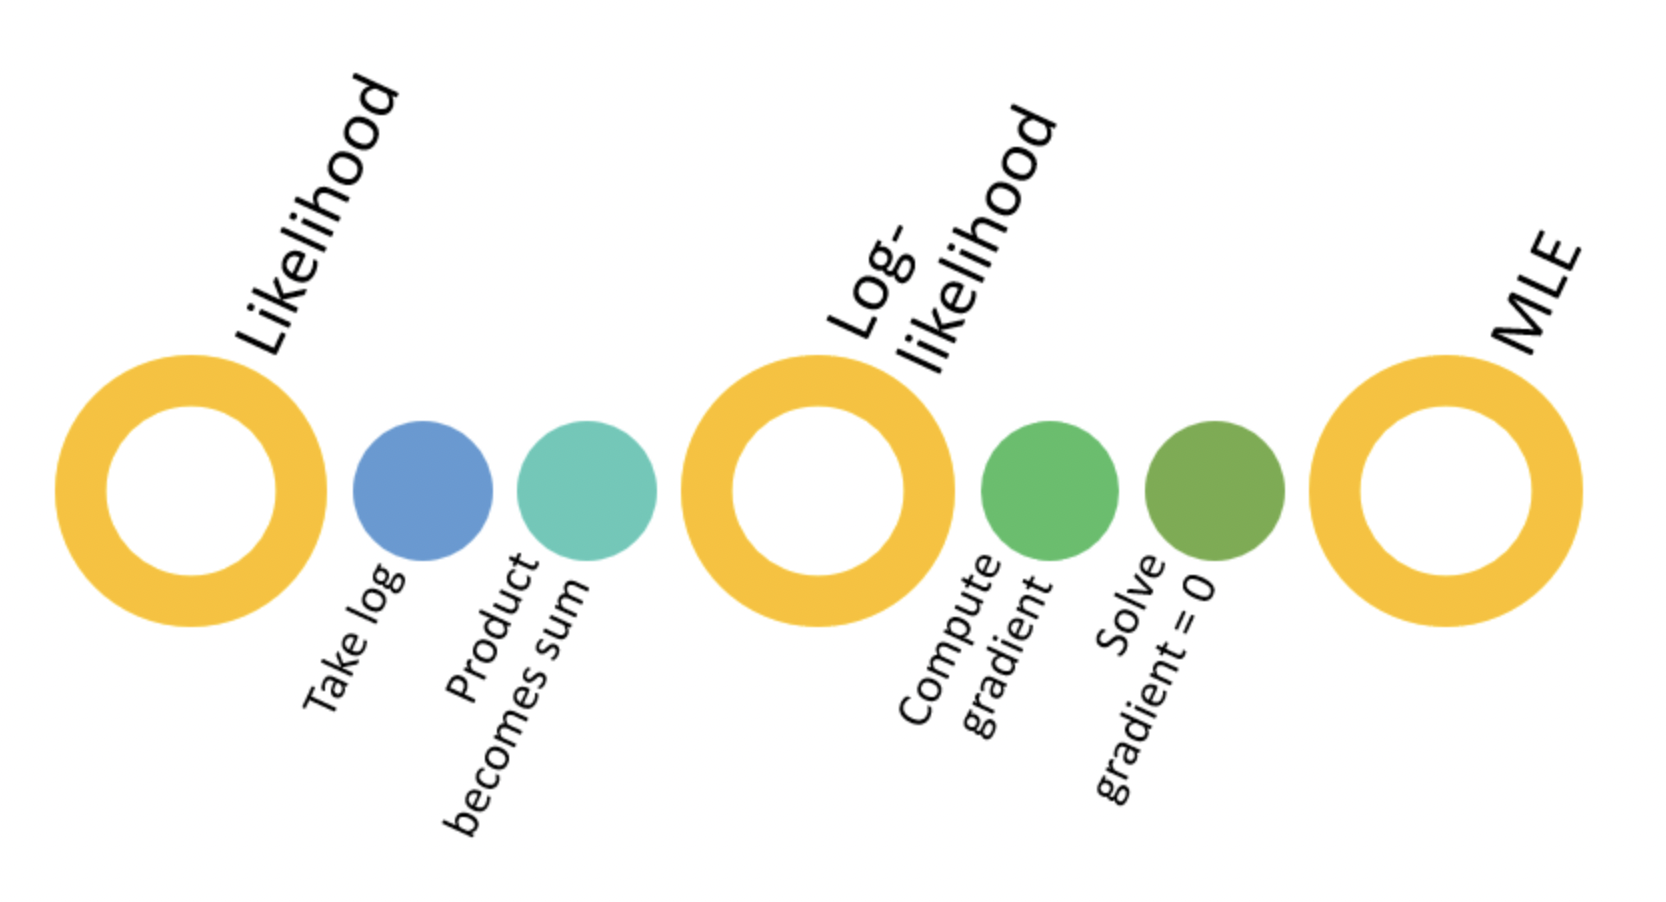 Likelihood
Take log
Product
becomes sum
Log-
likelihood
Compute
gradient
Solve
gradient = 0
MLE